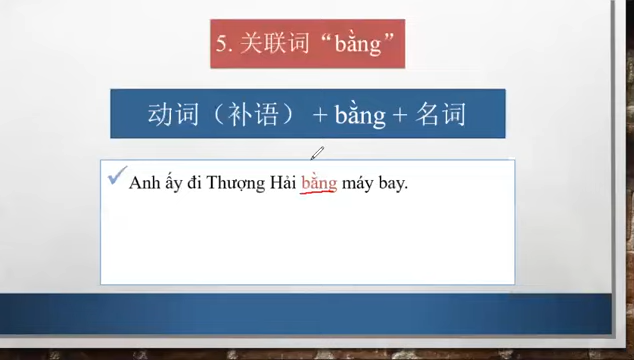 5. 关联词 “bằng”
动词（补语） + bằng + 名词
Anh ấy đi Thượng Hải bằng máy bay.